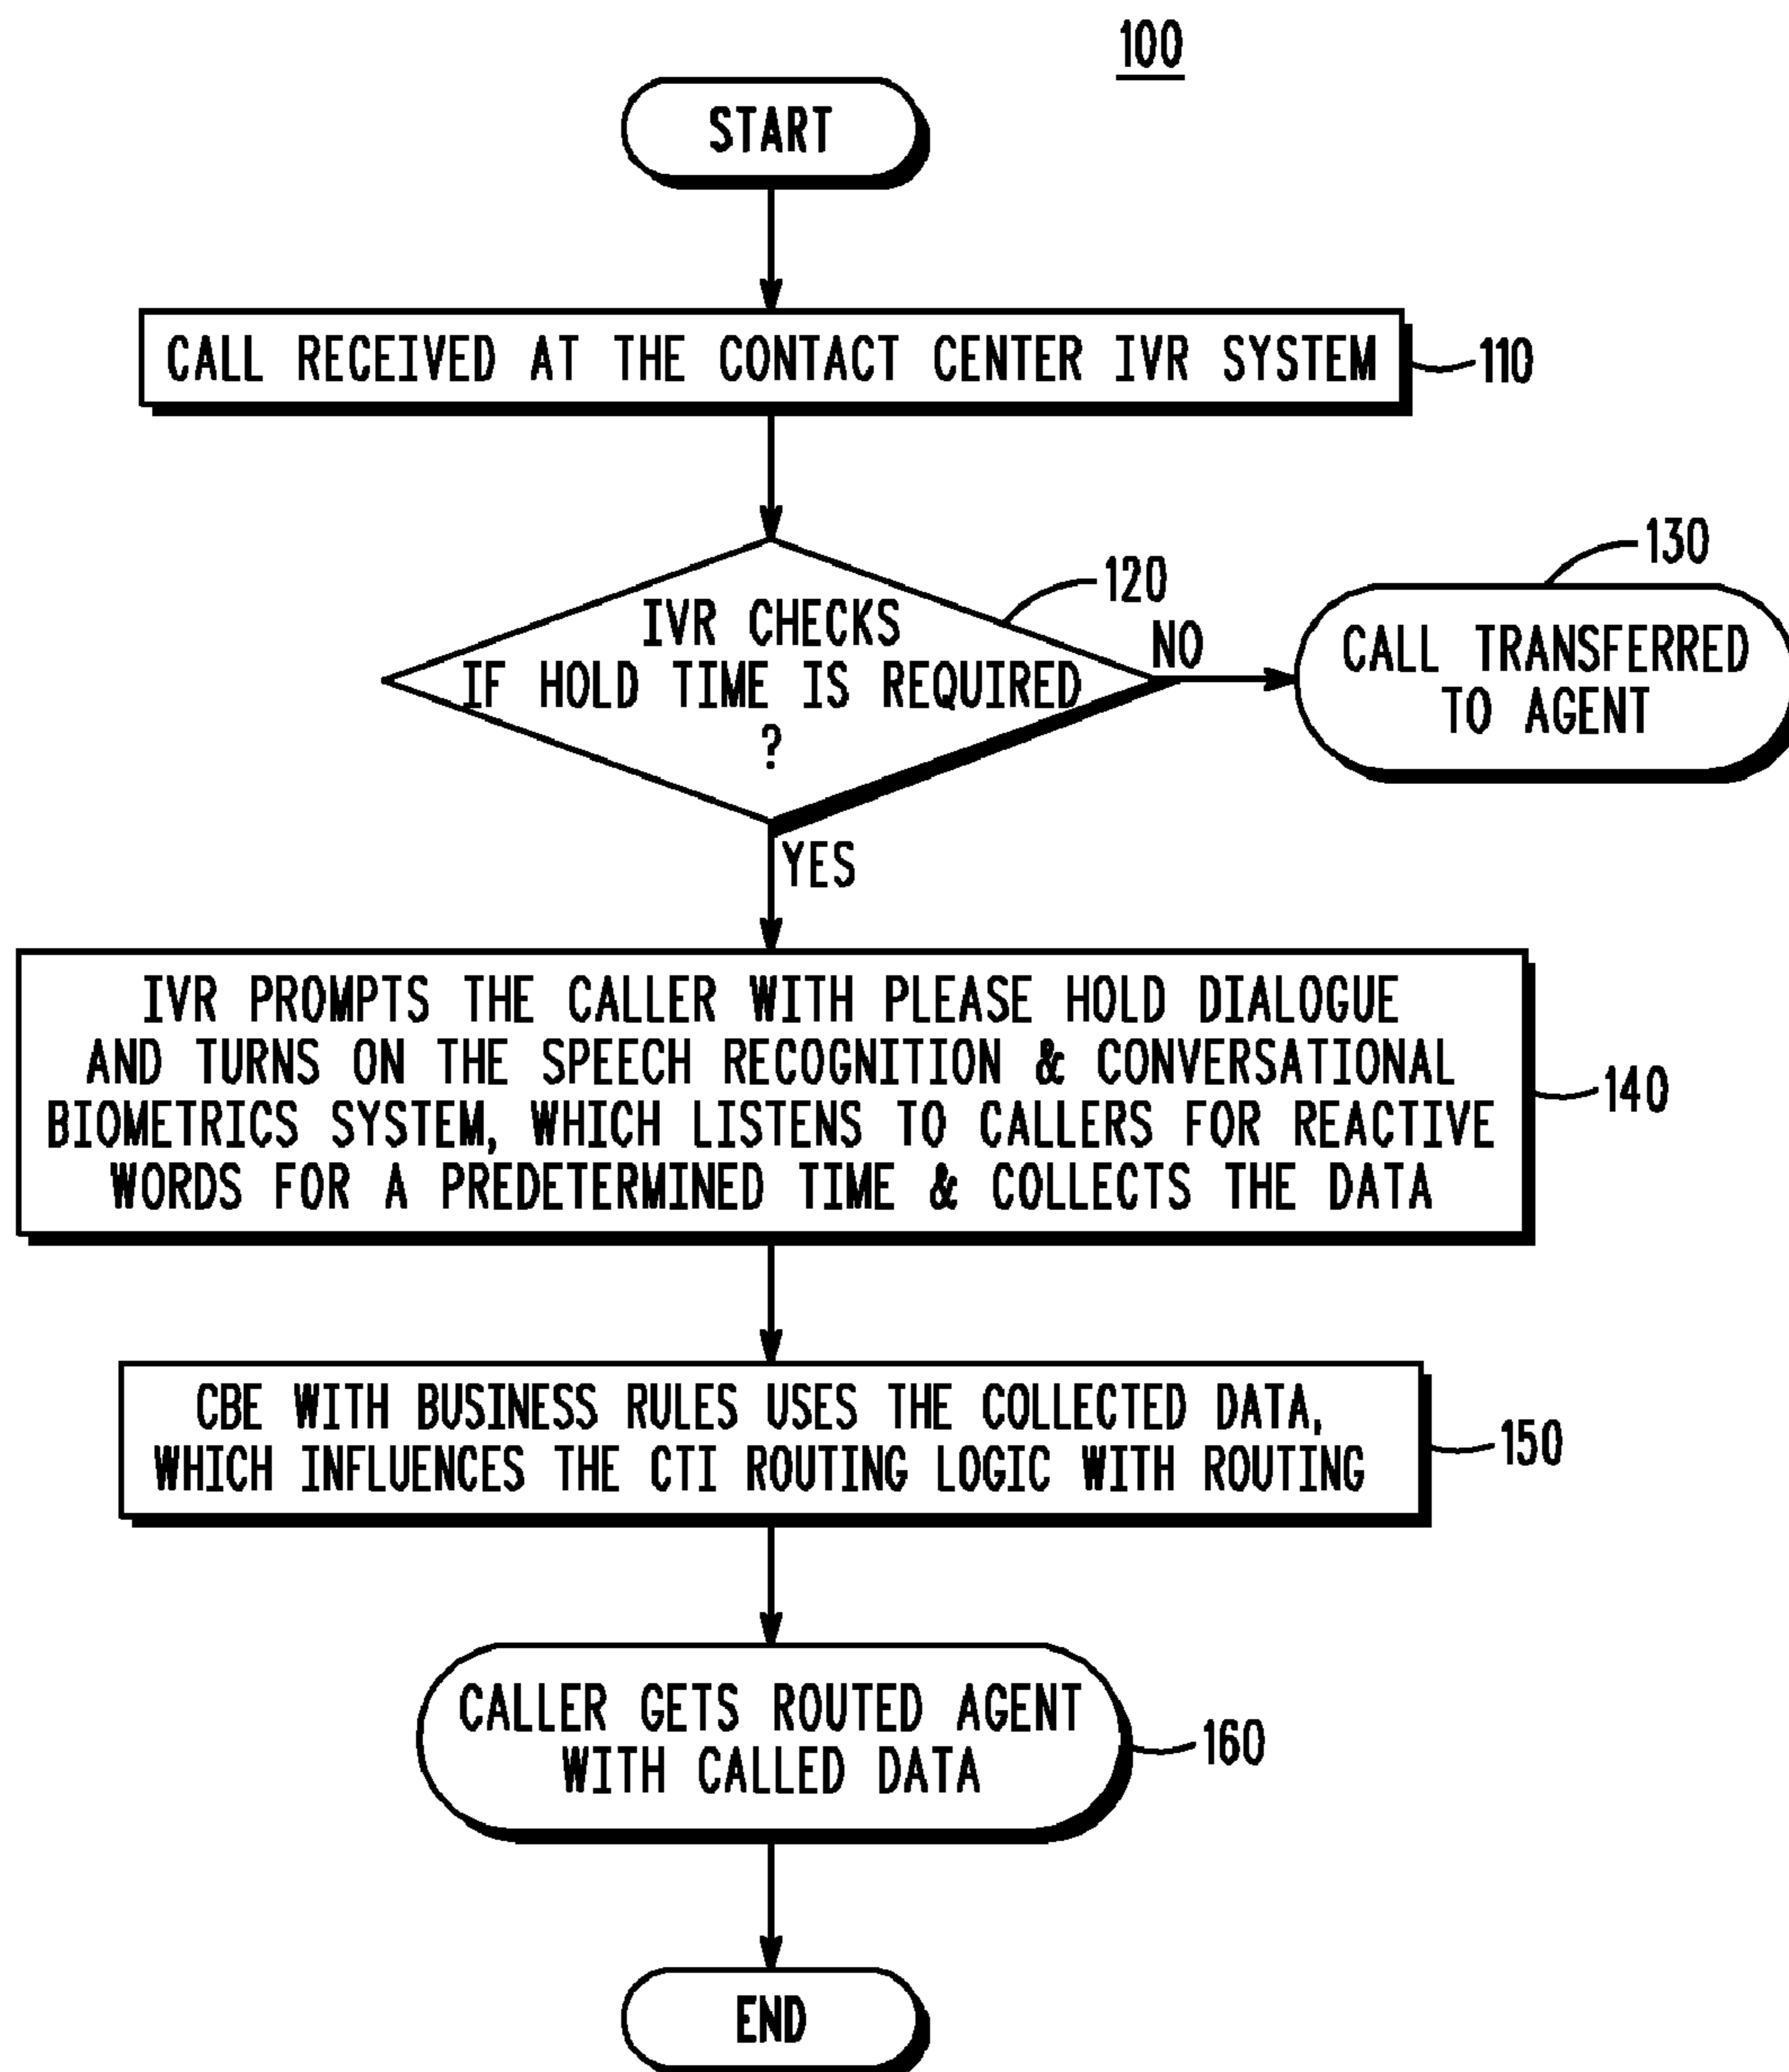 100
START
CALL RECEIVED AT THE CONTACT CENTER IVR SYSTEM
110
IVR CHECKS
IF HOLD TIME IS REQUIRED
?
120
NO
130
CALL TRANSFERRED
TO AGENT
YES
IVR PROMPTS THE CALLER WITH PLEASE HOLD DIALOGUE
AND TURNS ON THE SPEECH RECOGNITION & CONVERSATIONAL
BIOMETRICS SYSTEM, WHICH LISTENS TO CALLERS FOR REACTIVE
WORDS FOR A PREDETERMINED TIME & COLLECTS THE DATA
140
CBE WITH BUSINESS RULES USES THE COLLECTED DATA,
WHICH INFLUENCES THE CTI ROUTING LOGIC WITH ROUTING
150
CALLER GETS ROUTED AGENT
WITH CALLED DATA
160
END